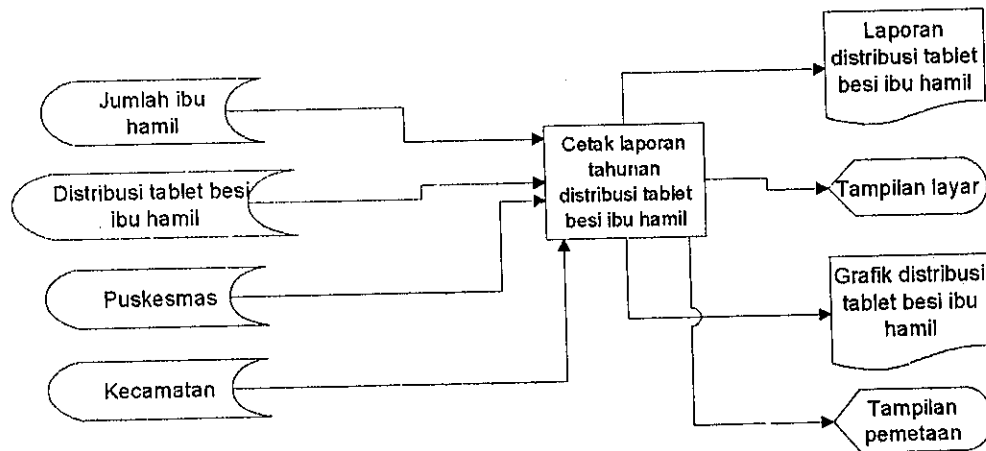 Jumlah ibu
hamil
Distribusi tablet besi
ibu hamil
Puskesmas
Kecamatan
Cetak laporan
tahunan
distribusi tablet
besi ibu hamil
Laporan
distribusi tablet
besi ibu hamil
Tampilan layar
Grafik distribusi
tablet besi ibu
hamil
Tampilan
pemetaan